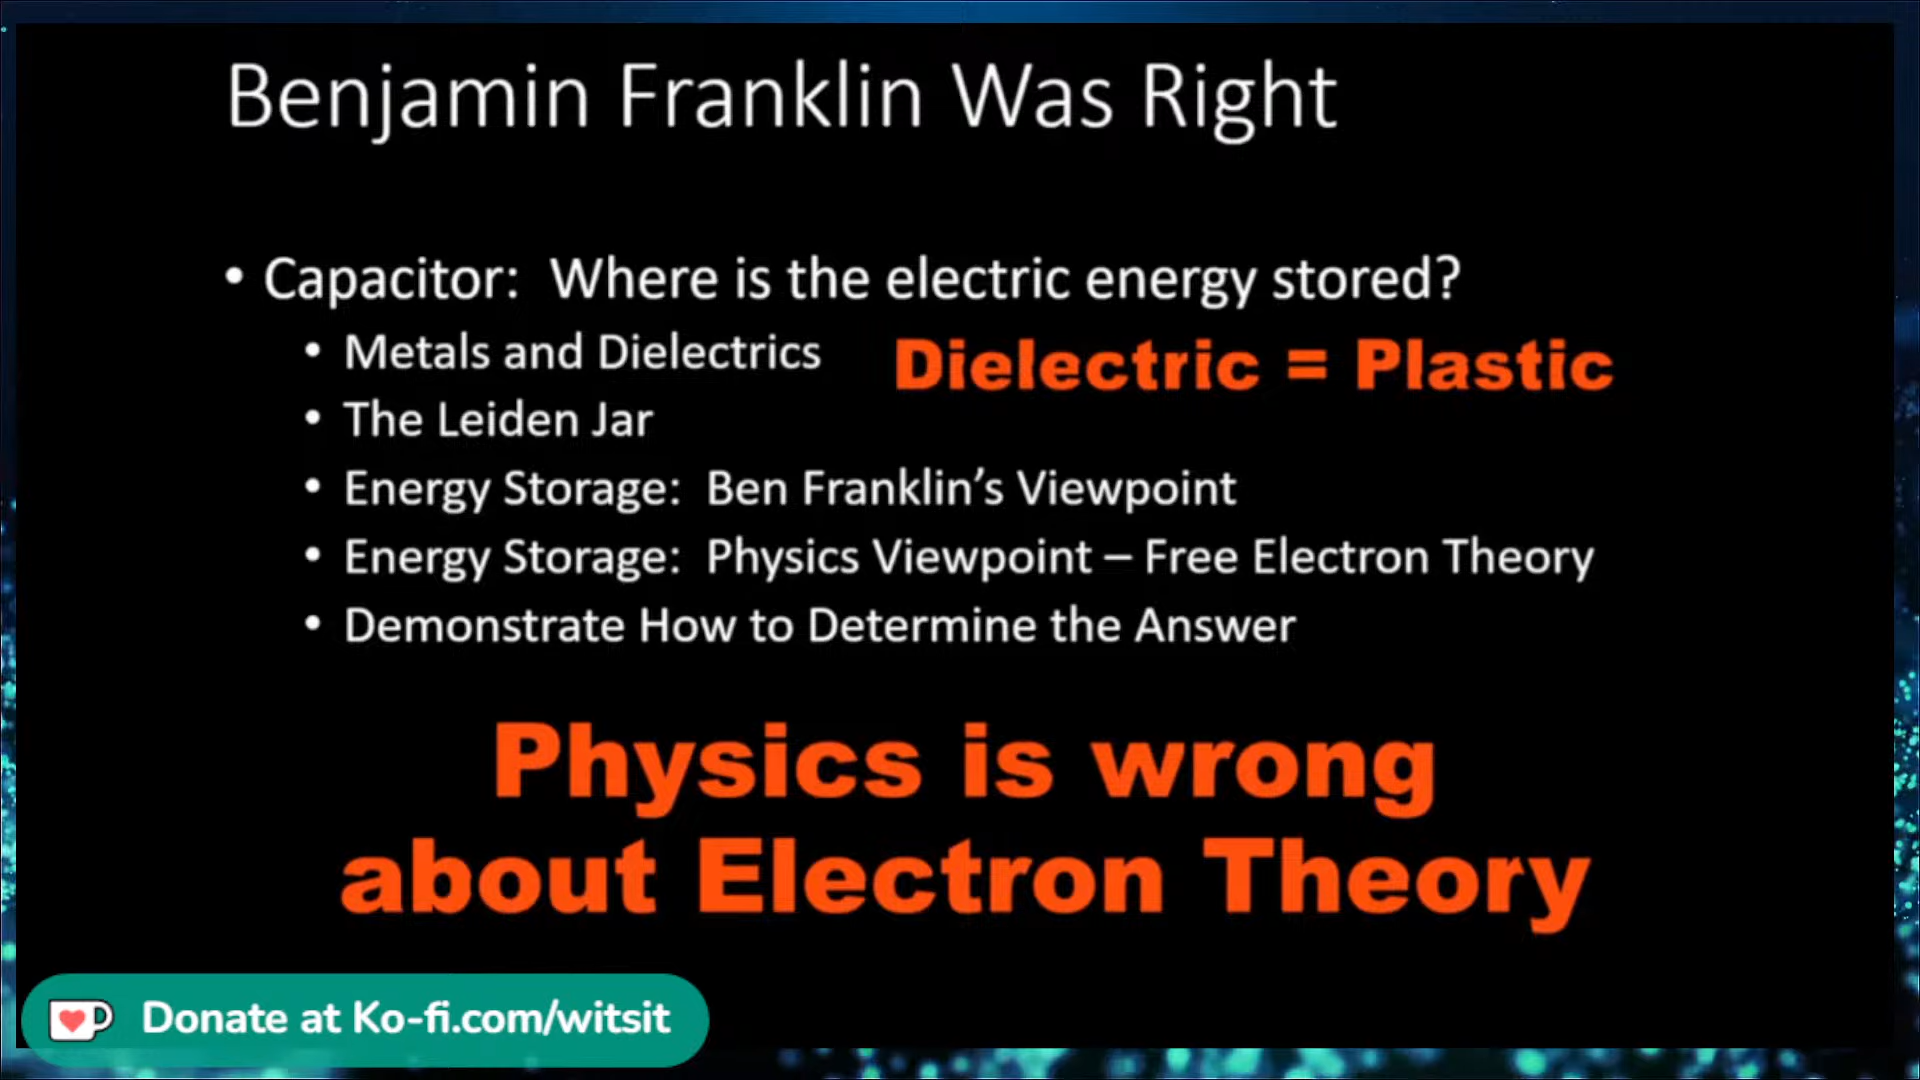 Benjamin Franklin Was Right
• Capacitor: Where is the electric energy stored?
• Metals and Dielectrics
Dielectric = Plastic
• The Leiden Jar
• Energy Storage: Ben Franklin's Viewpoint
• Energy Storage: Physics Viewpoint – Free Electron Theory
• Demonstrate How to Determine the Answer
Physics is wrong
about Electron Theory
Donate at Ko-fi.com/witsit